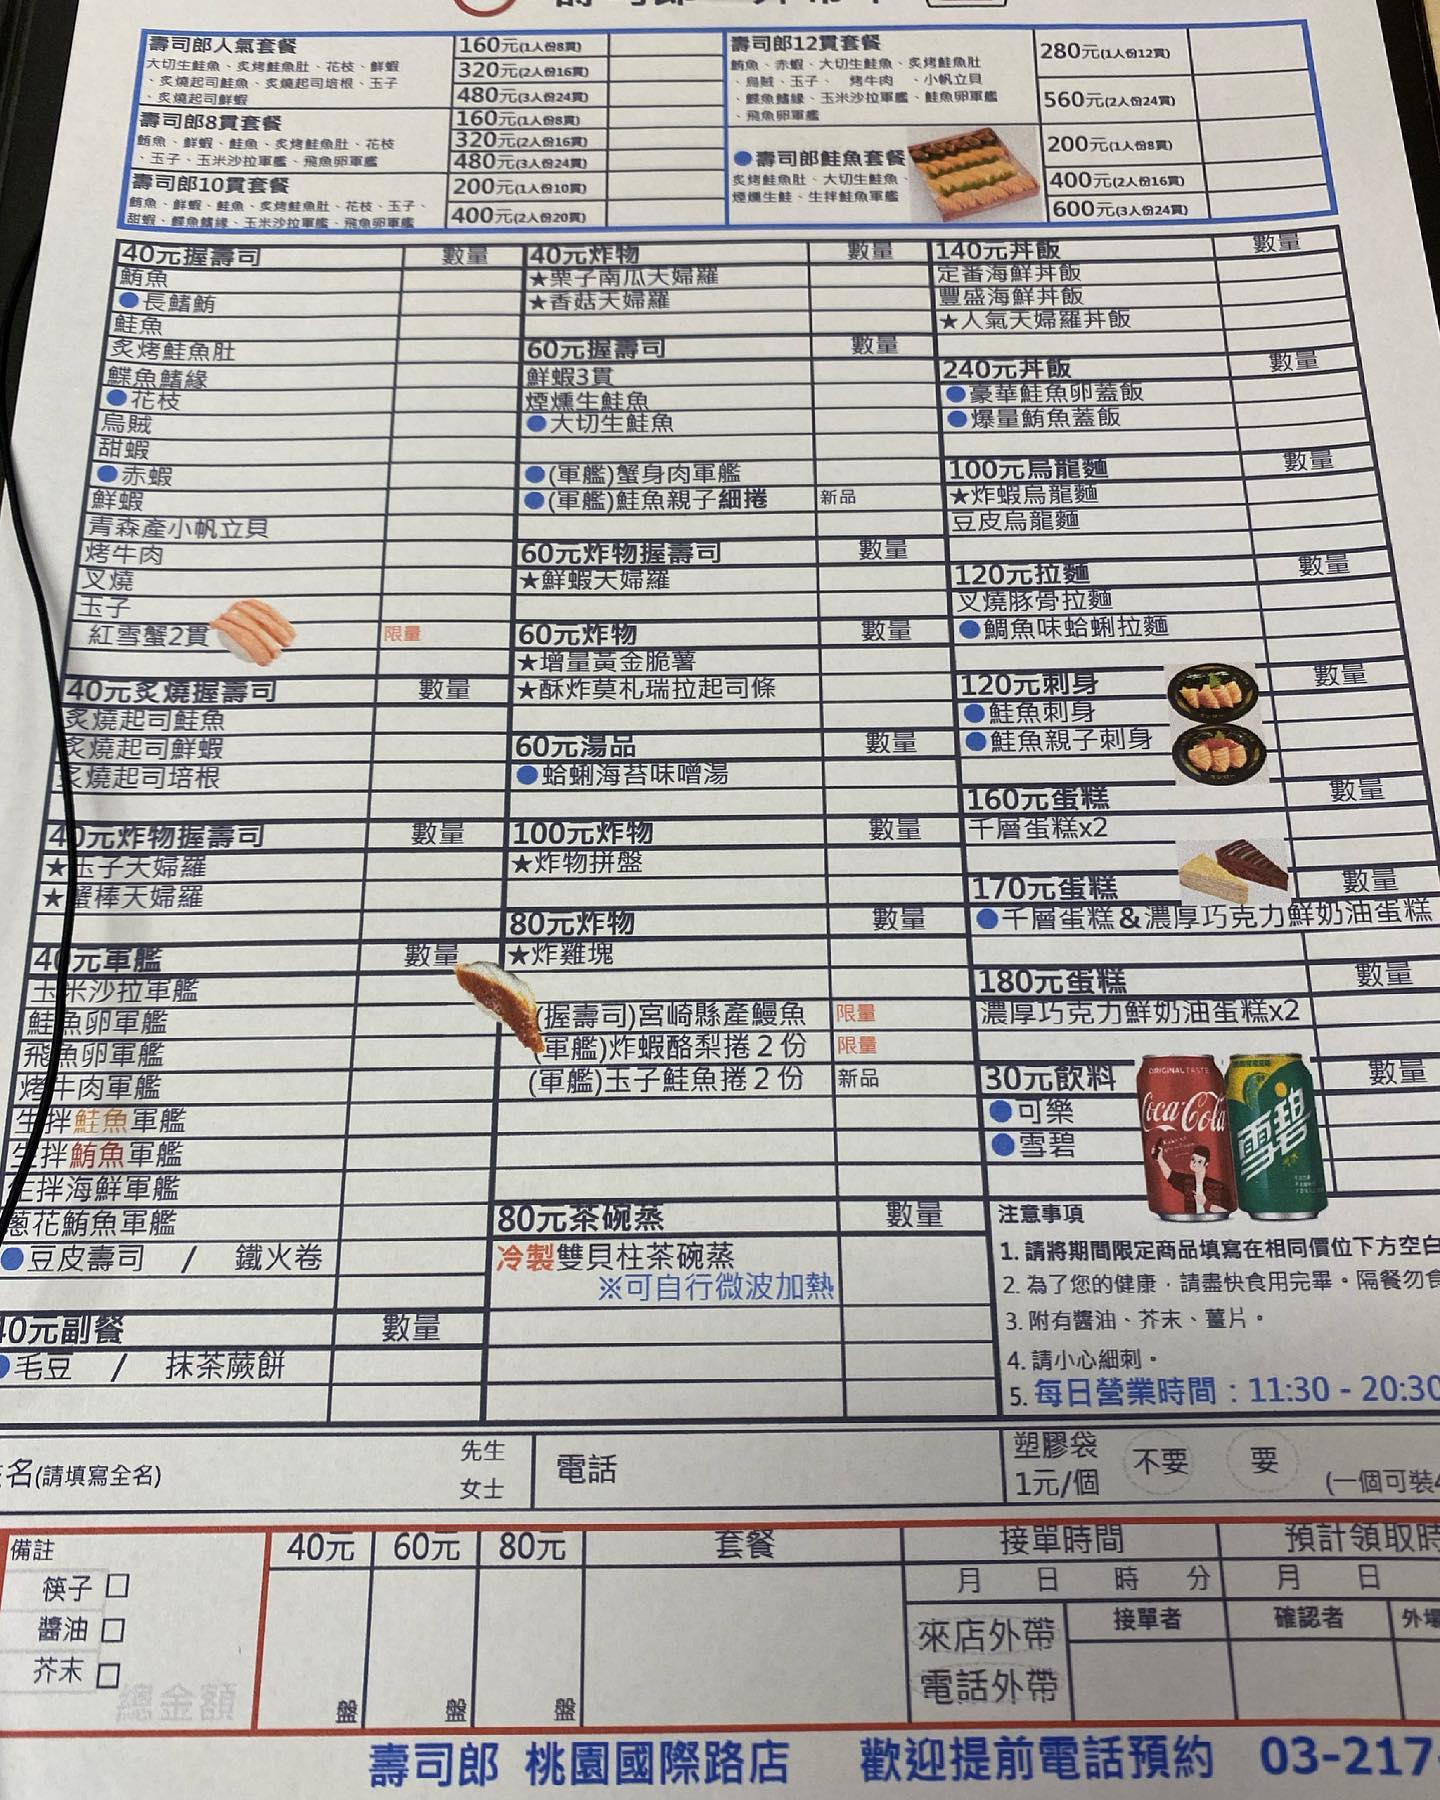 壽司郎人氣套餐
大切生鮭魚、炙烤鮭魚肚、花枝、鮮蝦
、炙燒起司鮭魚、炙燒起司培根、玉子
、炙燒起司鮮蝦
160元(1人份8貫)
320元(2人份16貫)
480元(3人份24貫)
壽司郎8貫套餐
鮪魚、鮮蝦、鮭魚、炙烤鮭魚肚、花枝
、玉子、玉米沙拉軍艦、飛魚卵軍艦
160元(1人份8貫)
320元(2人份16貫)
480元(3人份24貫)
壽司郎10貫套餐
鮪魚、鮮蝦、鮭魚、炙烤鮭魚肚、花枝、玉子、
甜蝦、鰈魚鰭緣、玉米沙拉軍艦、飛魚卵軍艦
200元(1人份10貫)
400元(2人份20貫)
壽司郎12貫套餐
鮪魚、赤蝦、大切生鮭魚、炙烤鮭魚肚
、烏賊、玉子、 烤牛肉 、小帆立貝
、鰈魚鰭緣、玉米沙拉軍艦、鮭魚卵軍艦
、飛魚卵軍艦
280元(1人份12貫)
560元(2人份24貫)
●壽司郎鮭魚套餐
炙烤鮭魚肚、大切生鮭魚、
煙燻生鮭、生拌鮭魚軍艦
200元(1人份8貫)
400元(2人份16貫)
600元(3人份24貫)
40元握壽司 數量
鮪魚
●長鰭鮪
鮭魚
炙烤鮭魚肚
鰈魚鰭緣
●花枝
烏賊
甜蝦
●赤蝦
鮮蝦
青森產小帆立貝
烤牛肉
叉燒
玉子
紅雪蟹2貫 限量
40元炙燒握壽司 數量
炙燒起司鮭魚
炙燒起司鮮蝦
炙燒起司培根
40元炸物握壽司 數量
★玉子天婦羅
★蟹棒天婦羅
40元軍艦 數量
玉米沙拉軍艦
鮭魚卵軍艦
飛魚卵軍艦
烤牛肉軍艦
生拌鮭魚軍艦
生拌鮪魚軍艦
生拌海鮮軍艦
蔥花鮪魚軍艦
●豆皮壽司 / 鐵火卷
40元副餐 數量
●毛豆 / 抹茶蕨餅
40元炸物 數量
★栗子南瓜天婦羅
★香菇天婦羅
60元握壽司 數量
鮮蝦3貫
煙燻生鮭魚
●大切生鮭魚
●(軍艦)蟹身肉軍艦
●(軍艦)鮭魚親子細捲 新品
60元炸物握壽司 數量
★鮮蝦天婦羅
60元炸物 數量
★增量黃金脆薯
★酥炸莫札瑞拉起司條
60元湯品 數量
●蛤蜊海苔味噌湯
100元炸物 數量
★炸物拼盤
80元炸物 數量
★炸雞塊
(握壽司)宮崎縣產鰻魚 限量
(軍艦)炸蝦酪梨捲２份 限量
(軍艦)玉子鮭魚捲２份 新品
80元茶碗蒸 數量
冷製雙貝柱茶碗蒸
※可自行微波加熱
140元丼飯 數量
定番海鮮丼飯
豐盛海鮮丼飯
★人氣天婦羅丼飯
240元丼飯 數量
●豪華鮭魚卵蓋飯
●爆量鮪魚蓋飯
100元烏龍麵 數量
★炸蝦烏龍麵
豆皮烏龍麵
120元拉麵 數量
叉燒豚骨拉麵
●鯛魚味蛤蜊拉麵
120元刺身 數量
●鮭魚刺身
●鮭魚親子刺身
160元蛋糕 數量
千層蛋糕x2
170元蛋糕 數量
●千層蛋糕＆濃厚巧克力鮮奶油蛋糕
180元蛋糕 數量
濃厚巧克力鮮奶油蛋糕x2
30元飲料 數量
●可樂
●雪碧
ORIGINAL TASTE
Coca-Cola
雪碧
注意事項
1. 請將期間限定商品填寫在相同價位下方空白
2. 為了您的健康，請盡快食用完畢。隔餐勿食
3. 附有醬油、芥末、薑片。
4. 請小心細刺。
5. 每日營業時間：11:30 - 20:30
名(請填寫全名) 先生
女士
電話
塑膠袋
1元/個 不要 要 (一個可裝4
備註
筷子 □
醬油 □
芥末 □
總金額
40元 60元 80元 套餐
盤 盤 盤
接單時間 預計領取時
月 日 時 分 月 日
來店外帶
電話外帶
接單者 確認者 外場
壽司郎 桃園國際路店 歡迎提前電話預約 03-217-